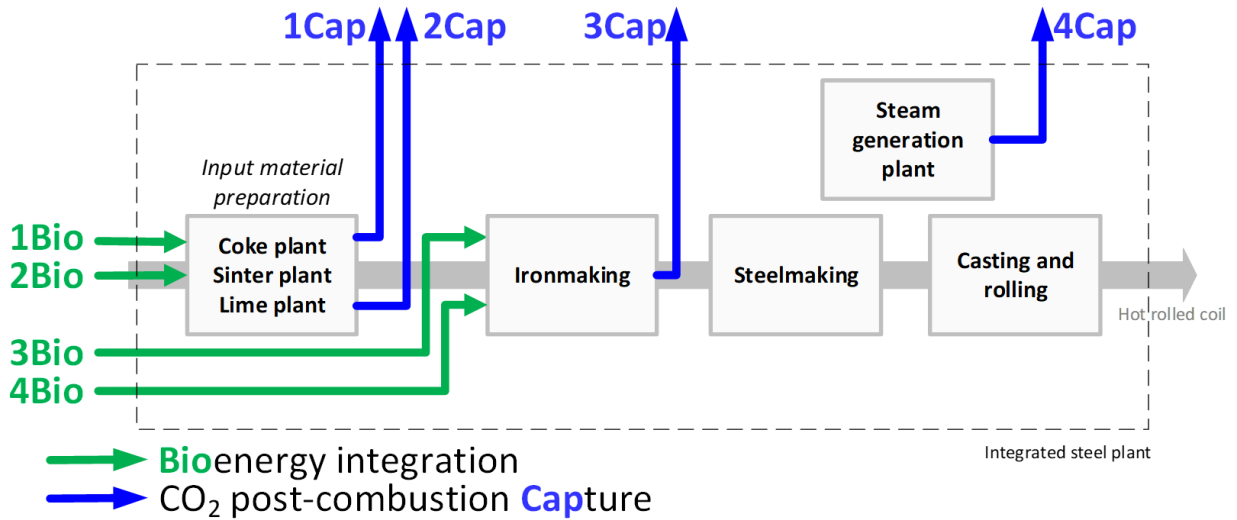 1Cap
2Cap
3Cap
4Cap
Steam
generation
plant
Input material
preparation
1Bio
2Bio
3Bio
4Bio
Coke plant
Sinter plant
Lime plant
Ironmaking
Steelmaking
Casting and
rolling
Hot rolled coil
Integrated steel plant
Bioenergy integration
CO₂ post-combustion Capture